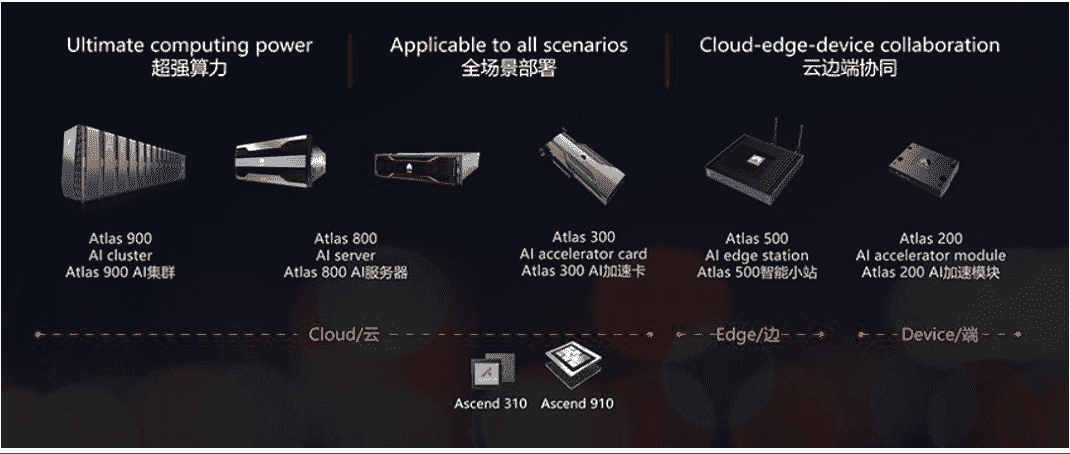 Ultimate computing power
超强算力
Applicable to all scenarios
全场景部署
Cloud-edge-device collaboration
云边端协同
Atlas 900
AI cluster
Atlas 900 AI集群
Atlas 800
AI server
Atlas 800 AI服务器
Atlas 300
AI accelerator card
Atlas 300 AI加速卡
Atlas 500
AI edge station
Atlas 500智能小站
Atlas 200
AI accelerator module
Atlas 200 AI加速模块
Cloud/云
Edge/边
Device/端
Ascend 310
Ascend 910